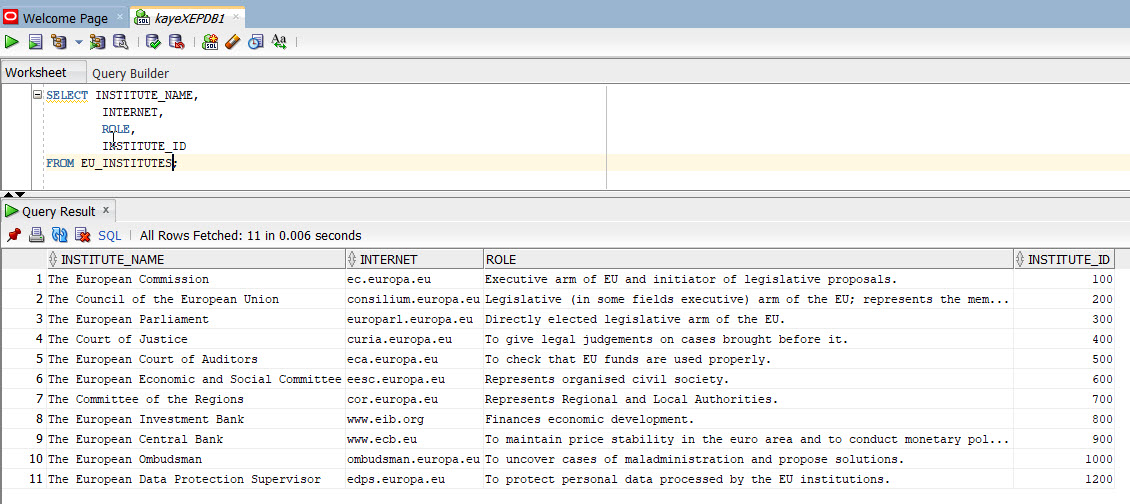 Welcome Page × kayeXEPDB1 ×
Worksheet Query Builder
SELECT INSTITUTE_NAME,
INTERNET,
ROLE,
INSTITUTE_ID
FROM EU_INSTITUTES;
Query Result ×
SQL | All Rows Fetched: 11 in 0.006 seconds
INSTITUTE_NAME INTERNET ROLE INSTITUTE_ID
1 The European Commission ec.europa.eu Executive arm of EU and initiator of legislative proposals. 100
2 The Council of the European Union consilium.europa.eu Legislative (in some fields executive) arm of the EU; represents the mem... 200
3 The European Parliament europarl.europa.eu Directly elected legislative arm of the EU. 300
4 The Court of Justice curia.europa.eu To give legal judgements on cases brought before it. 400
5 The European Court of Auditors eca.europa.eu To check that EU funds are used properly. 500
6 The European Economic and Social Committee eesc.europa.eu Represents organised civil society. 600
7 The Committee of the Regions cor.europa.eu Represents Regional and Local Authorities. 700
8 The European Investment Bank www.eib.org Finances economic development. 800
9 The European Central Bank www.ecb.eu To maintain price stability in the euro area and to conduct monetary pol... 900
10 The European Ombudsman ombudsman.europa.eu To uncover cases of maladministration and propose solutions. 1000
11 The European Data Protection Supervisor edps.europa.eu To protect personal data processed by the EU institutions. 1200